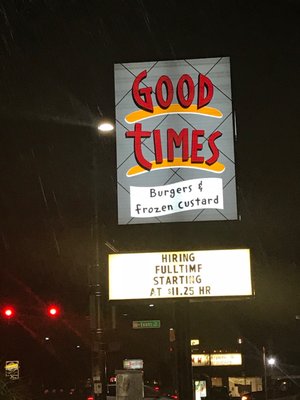 GOOD
TIMES
Burgers &
Frozen Custard
HIRING
FULLTIME
STARTING
AT $11.25 HR